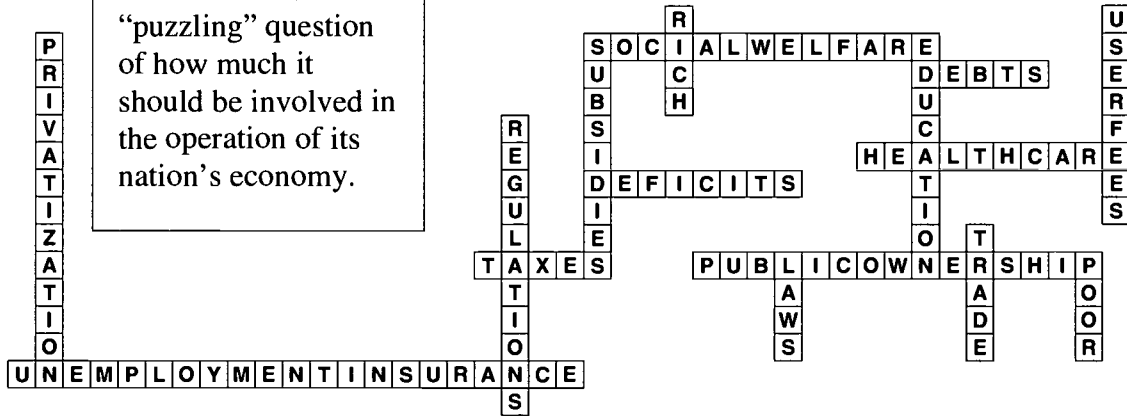 “puzzling” question
of how much it
should be involved in
the operation of its
nation’s economy.
PRIVATIZATION
RICH
USERFEES
SOCIALWELFARE
SUBSIDIES
EDUCATION
DEBTS
REGULATIONS
HEALTHCARE
DEFICITS
TRADE
TAXES
PUBLICOWNERSHIP
LAWS
POOR
UNEMPLOYMENTINSURANCE